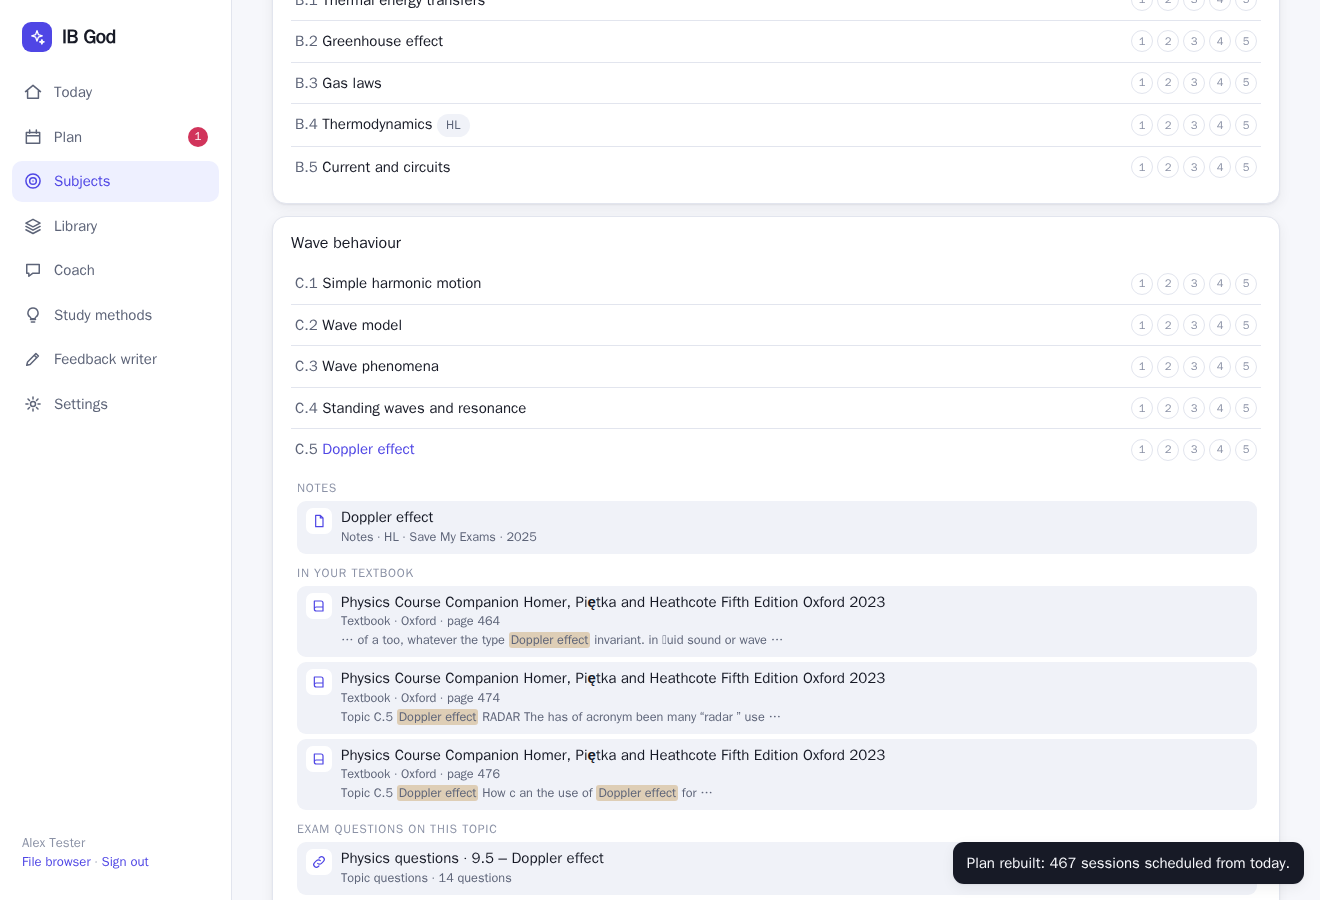 IB God
Today
Plan 1
Subjects
Library
Coach
Study methods
Feedback writer
Settings
Alex Tester
File browser · Sign out
B.1 Thermal energy transfers 1 2 3 4 5
B.2 Greenhouse effect 1 2 3 4 5
B.3 Gas laws 1 2 3 4 5
B.4 Thermodynamics HL 1 2 3 4 5
B.5 Current and circuits 1 2 3 4 5
Wave behaviour
C.1 Simple harmonic motion 1 2 3 4 5
C.2 Wave model 1 2 3 4 5
C.3 Wave phenomena 1 2 3 4 5
C.4 Standing waves and resonance 1 2 3 4 5
C.5 Doppler effect 1 2 3 4 5
NOTES
Doppler effect
Notes · HL · Save My Exams · 2025
IN YOUR TEXTBOOK
Physics Course Companion Homer, Piętka and Heathcote Fifth Edition Oxford 2023
Textbook · Oxford · page 464
⋯ of a too, whatever the type Doppler effect invariant. in uid sound or wave ⋯
Physics Course Companion Homer, Piętka and Heathcote Fifth Edition Oxford 2023
Textbook · Oxford · page 474
Topic C.5 Doppler effect RADAR The has of acronym been many “radar ” use ⋯
Physics Course Companion Homer, Piętka and Heathcote Fifth Edition Oxford 2023
Textbook · Oxford · page 476
Topic C.5 Doppler effect How c an the use of Doppler effect for ⋯
EXAM QUESTIONS ON THIS TOPIC
Physics questions · 9.5 – Doppler effect
Topic questions · 14 questions
Plan rebuilt: 467 sessions scheduled from today.